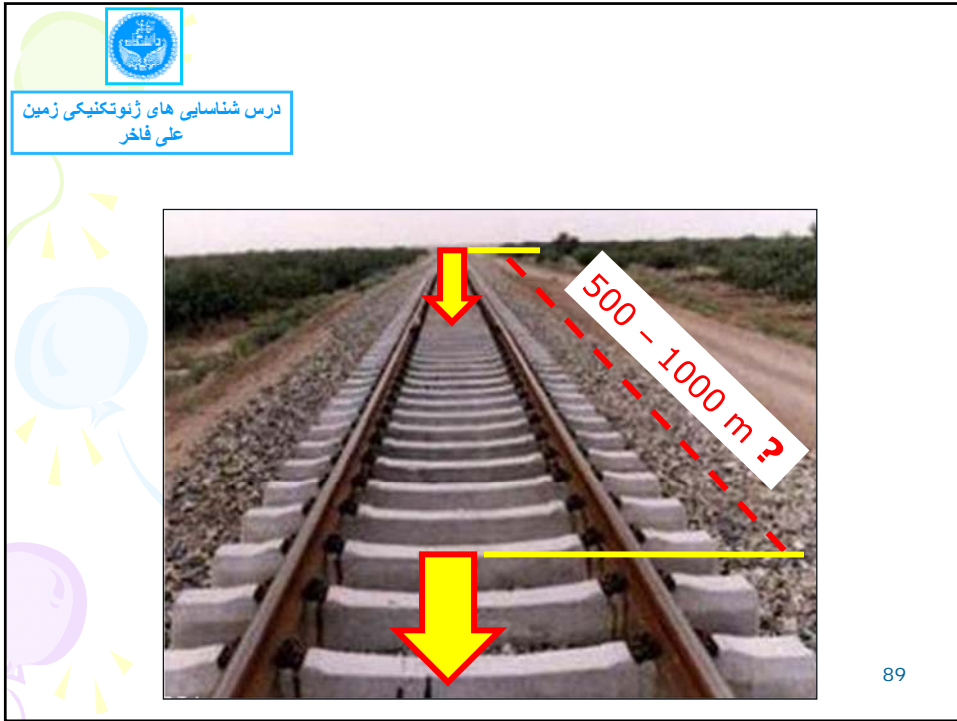 درس شناسایی های ژئوتکنیکی زمین
علی فاخر
500 – 1000 m ?
89